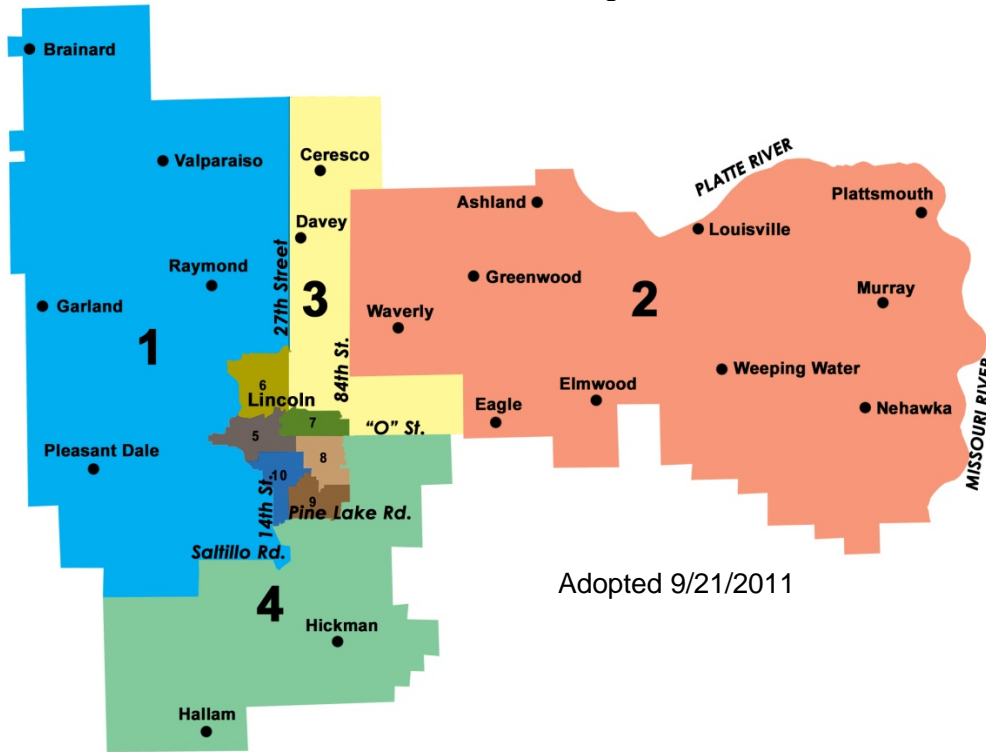 Brainard
Valparaiso
Ceresco
PLATTE RIVER
Ashland
Plattsmouth
Davey
Louisville
27th Street
Raymond
Greenwood
Garland
3
2
Murray
Waverly
1
84th St.
6
Weeping Water
Lincoln
Elmwood
Eagle
Nehawka
7
"O" St.
5
MISSOURI RIVER
Pleasant Dale
8
10
14th St.
9
Pine Lake Rd.
Saltillo Rd.
Adopted 9/21/2011
4
Hickman
Hallam